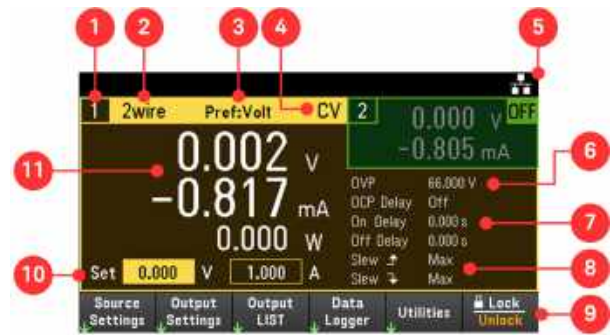 1 2 3 4 5
1 2wire Pref:Volt CV 2 OFF
0.000 V
-0.805 mA
0.002 V
-0.817 mA
0.000 W
OVP 66.000 V
OCP Delay Off
On Delay 0.000 s
Off Delay 0.000 s
Slew Max
Slew Max
Set 0.000 V 1.000 A
Source Settings
Output Settings
Output LIST
Data Logger
Utilities
Lock
Unlock
11
10
6
7
8
9